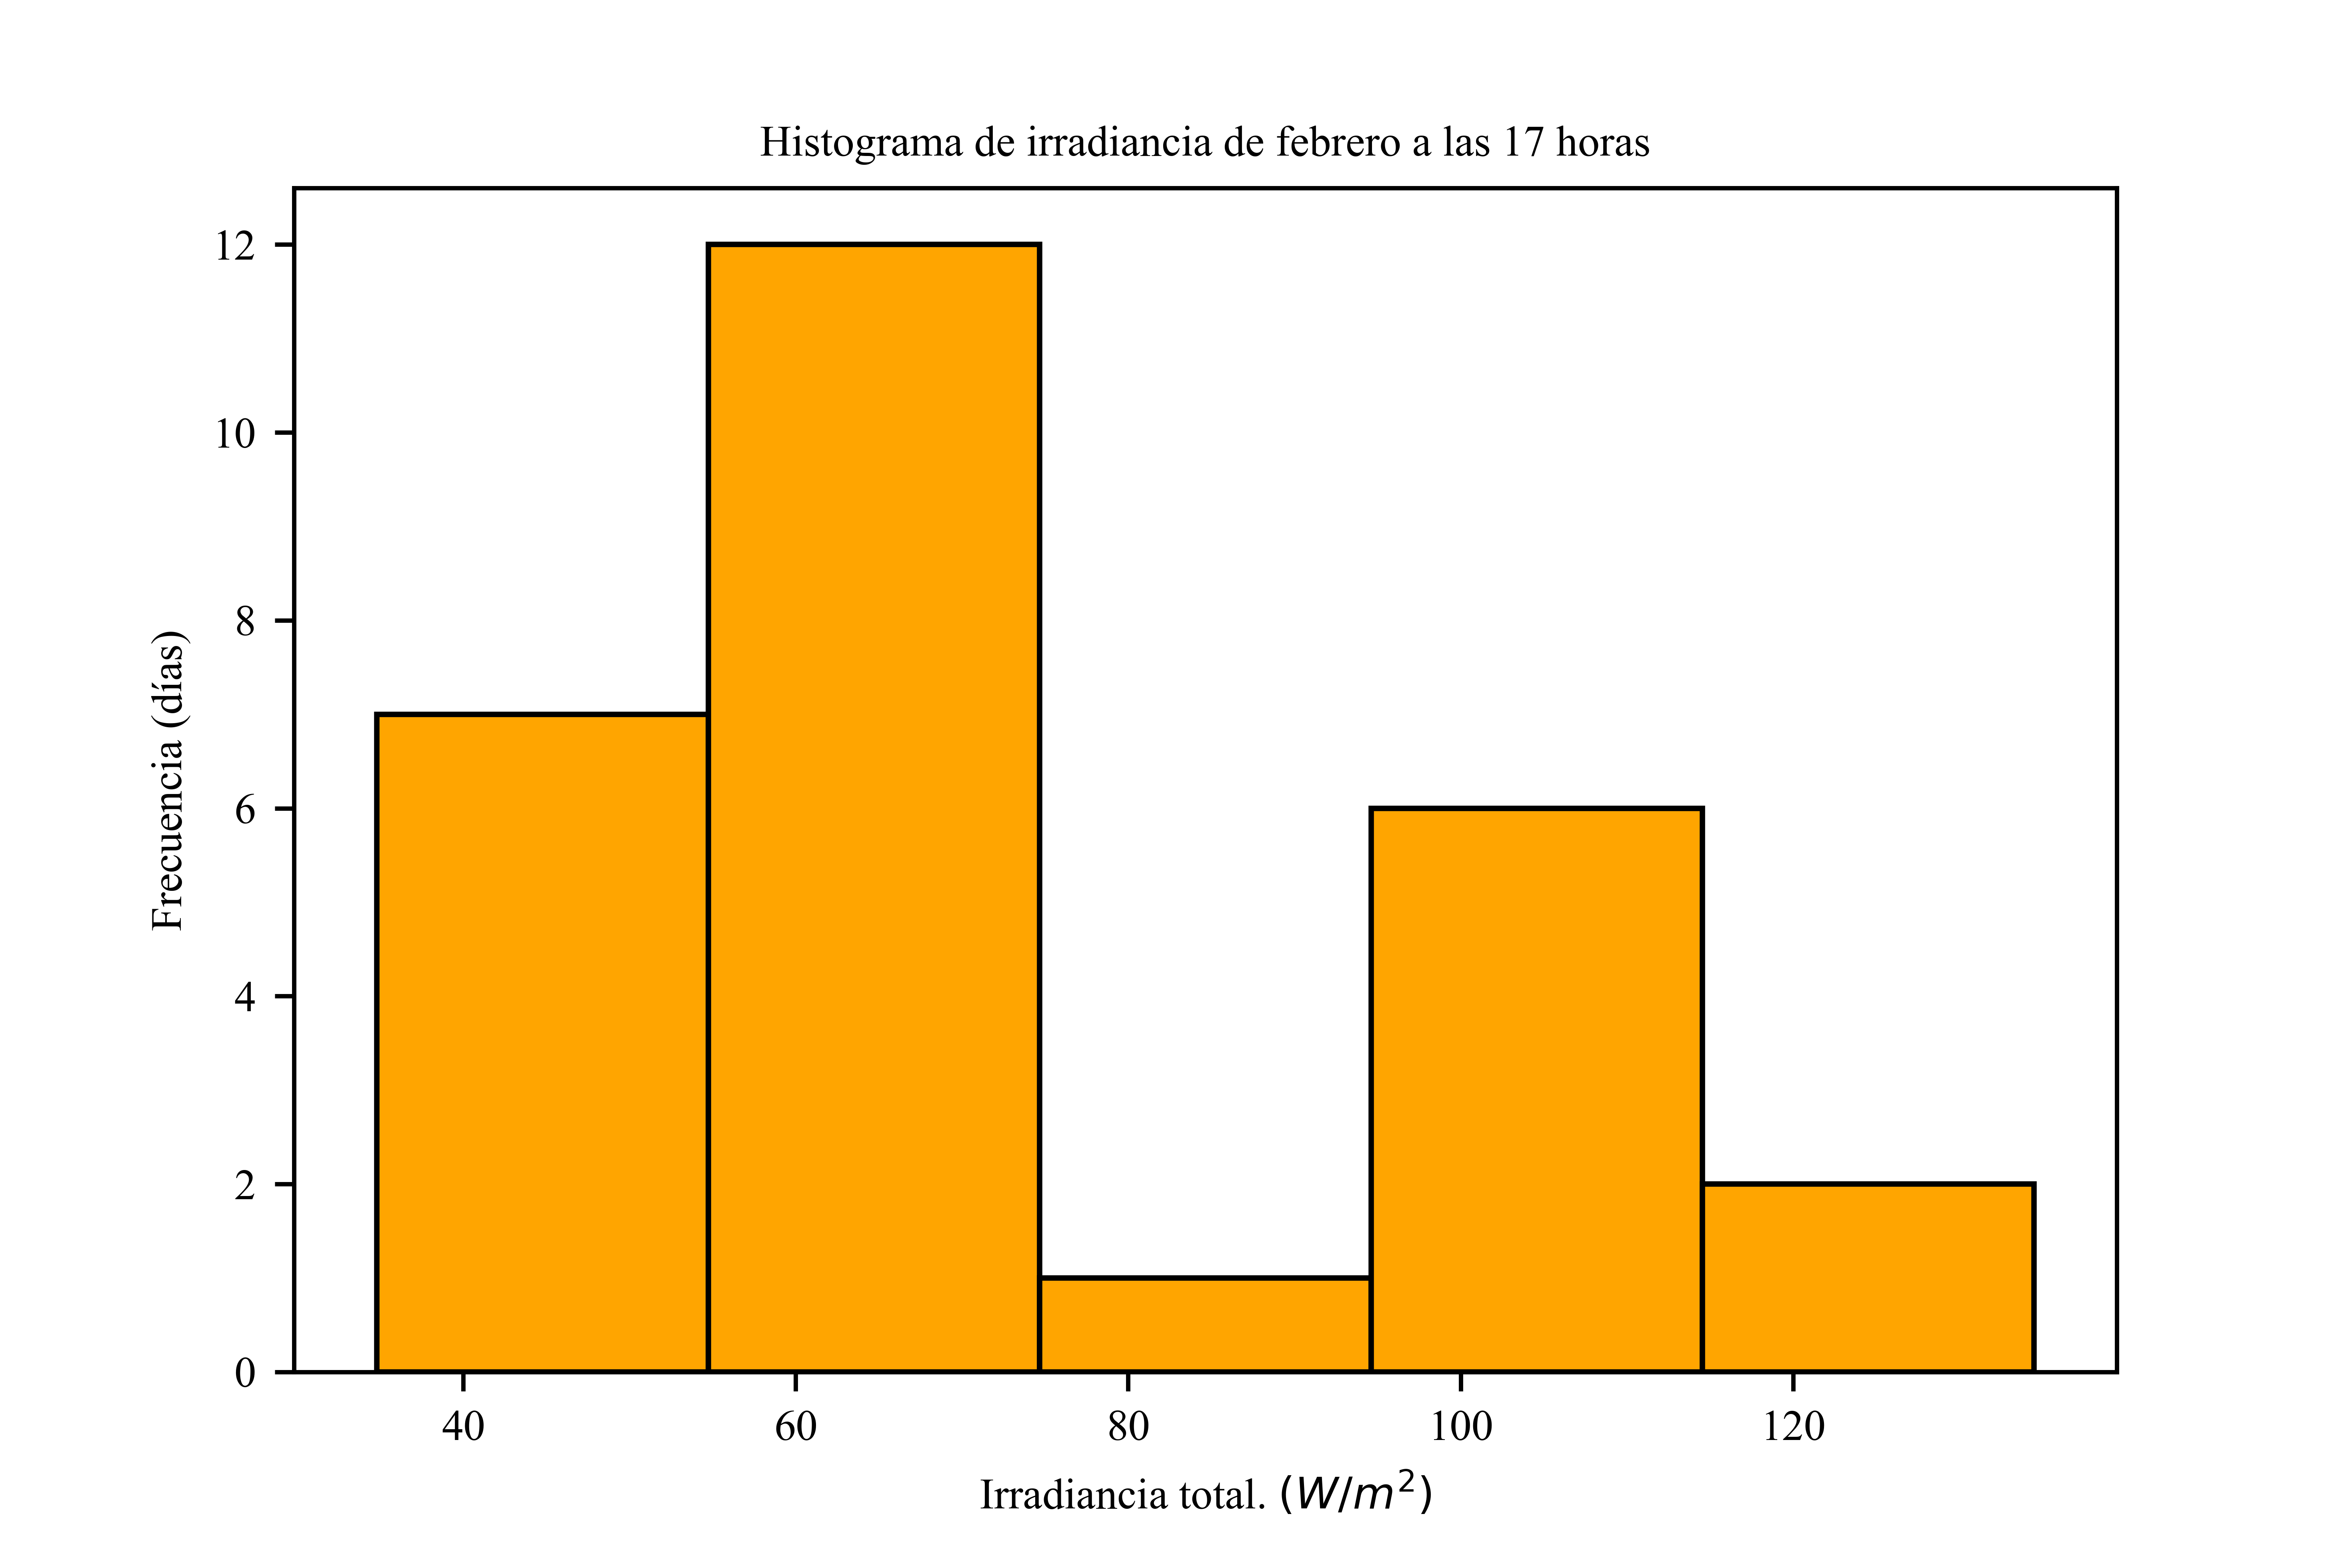 Histograma de irradiancia de febrero a las 17 horas
12
10
8
6
4
2
0
Frecuencia (días)
40 60 80 100 120
Irradiancia total. (W/m²)